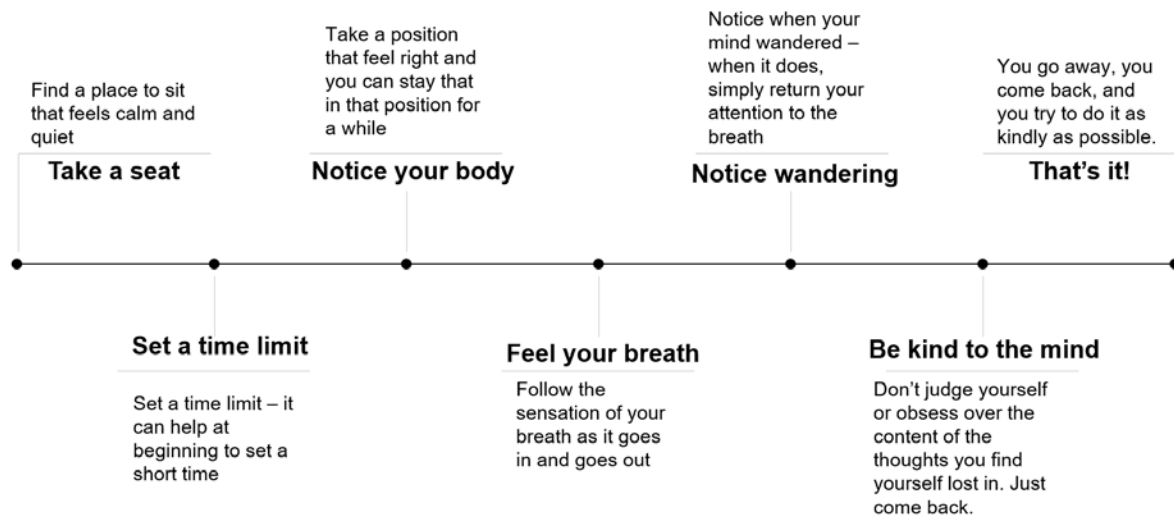 Find a place to sit
that feels calm and
quiet
Take a seat
Set a time limit
Set a time limit – it
can help at
beginning to set a
short time
Take a position
that feel right and
you can stay that
in that position for
a while
Notice your body
Feel your breath
Follow the
sensation of your
breath as it goes
in and goes out
Notice when your
mind wandered –
when it does,
simply return your
attention to the
breath
Notice wandering
Be kind to the mind
Don’t judge yourself
or obsess over the
content of the
thoughts you find
yourself lost in. Just
come back.
You go away, you
come back, and
you try to do it as
kindly as possible.
That’s it!